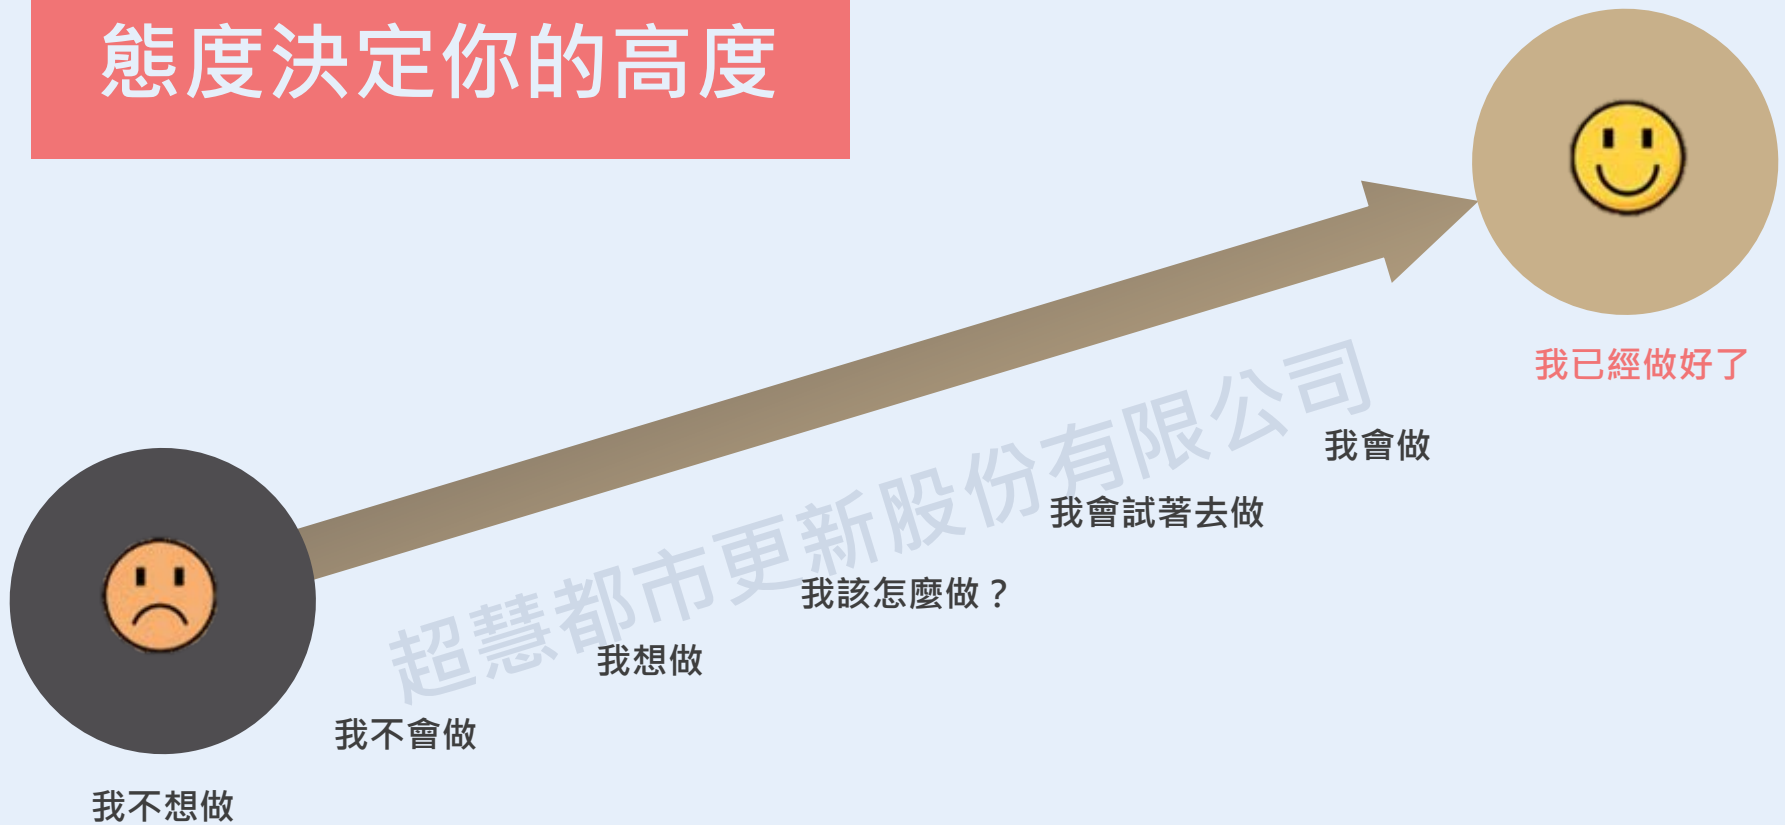 態度決定你的高度
我已經做好了
我會做
我會試著去做
我該怎麼做？
我想做
我不會做
我不想做
超慧都市更新股份有限公司